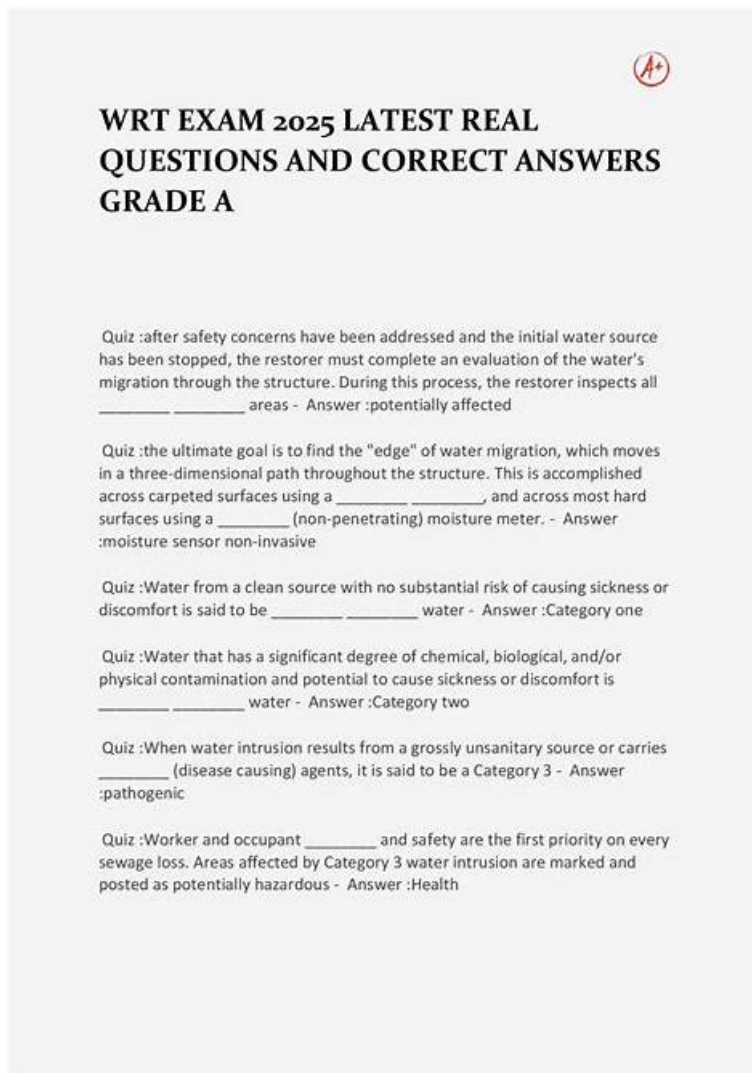 A+
WRT EXAM 2025 LATEST REAL
QUESTIONS AND CORRECT ANSWERS
GRADE A
Quiz :after safety concerns have been addressed and the initial water source
has been stopped, the restorer must complete an evaluation of the water's
migration through the structure. During this process, the restorer inspects all
________ ________ areas - Answer :potentially affected
Quiz :the ultimate goal is to find the "edge" of water migration, which moves
in a three-dimensional path throughout the structure. This is accomplished
across carpeted surfaces using a ________ ________, and across most hard
surfaces using a ________ (non-penetrating) moisture meter. - Answer
:moisture sensor non-invasive
Quiz :Water from a clean source with no substantial risk of causing sickness or
discomfort is said to be ________ ________ water - Answer :Category one
Quiz :Water that has a significant degree of chemical, biological, and/or
physical contamination and potential to cause sickness or discomfort is
________ ________ water - Answer :Category two
Quiz :When water intrusion results from a grossly unsanitary source or carries
________ (disease causing) agents, it is said to be a Category 3 - Answer
:pathogenic
Quiz :Worker and occupant ________ and safety are the first priority on every
sewage loss. Areas affected by Category 3 water intrusion are marked and
posted as potentially hazardous - Answer :Health